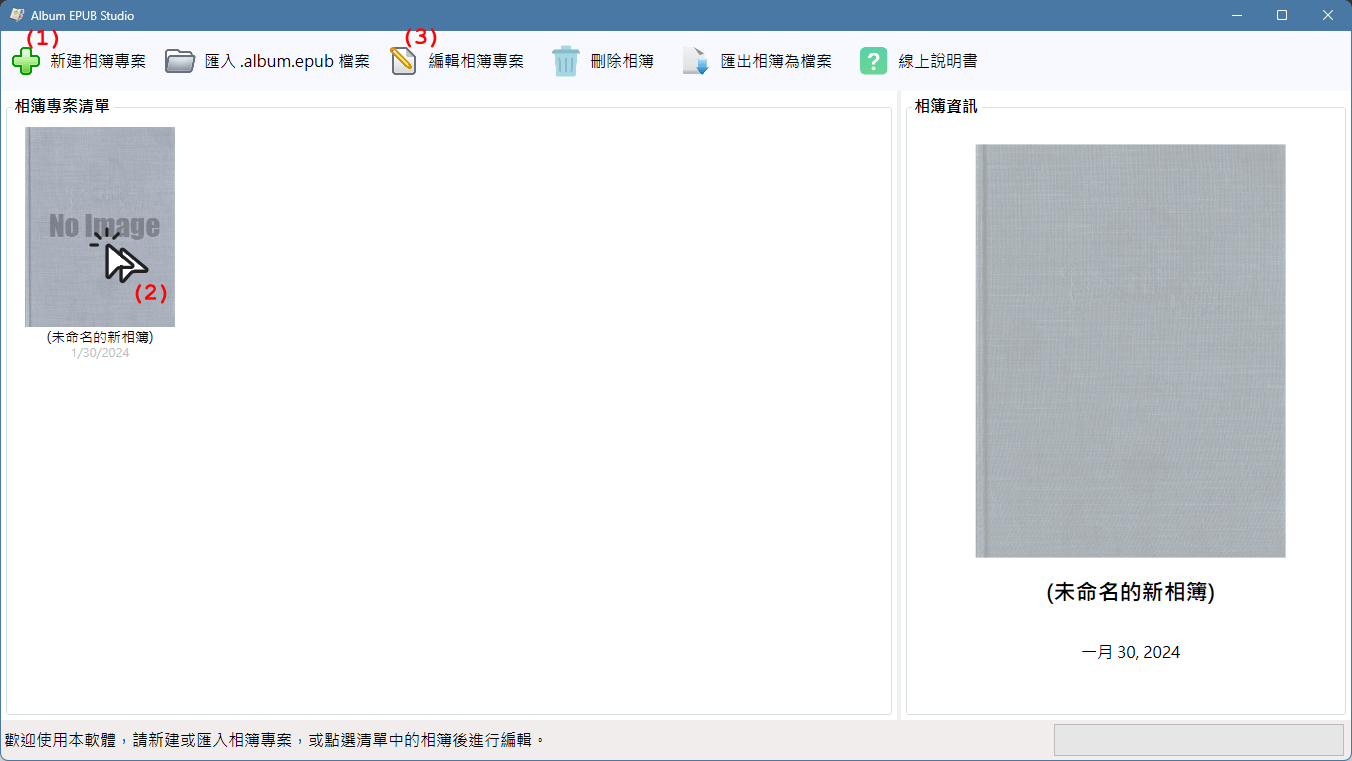 Album EPUB Studio
(1)
(3)
新建相簿專案
匯入 .album.epub 檔案
編輯相簿專案
刪除相簿
匯出相簿為檔案
?
線上說明書
相簿專案清單
相簿資訊
No Image
(2)
(未命名的新相簿)
1/30/2024
(未命名的新相簿)
一月 30, 2024
歡迎使用本軟體，請新建或匯入相簿專案，或點選清單中的相簿後進行編輯。